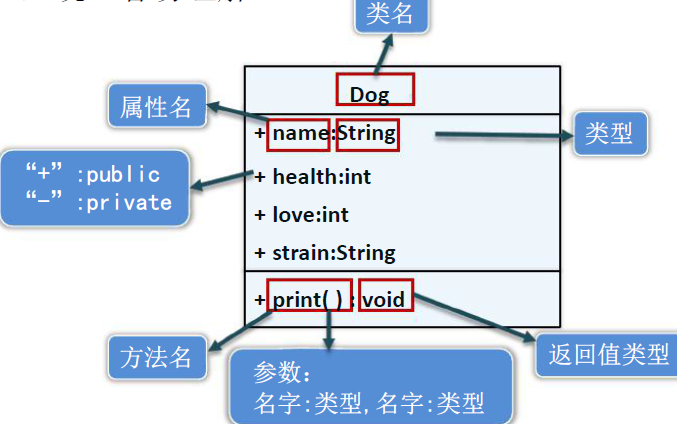 类名
Dog
属性名
+ name:String
类型
“+”:public
“-”:private
+ health:int
+ love:int
+ strain:String
+ print( ) : void
方法名
参数:
名字:类型,名字:类型
返回值类型